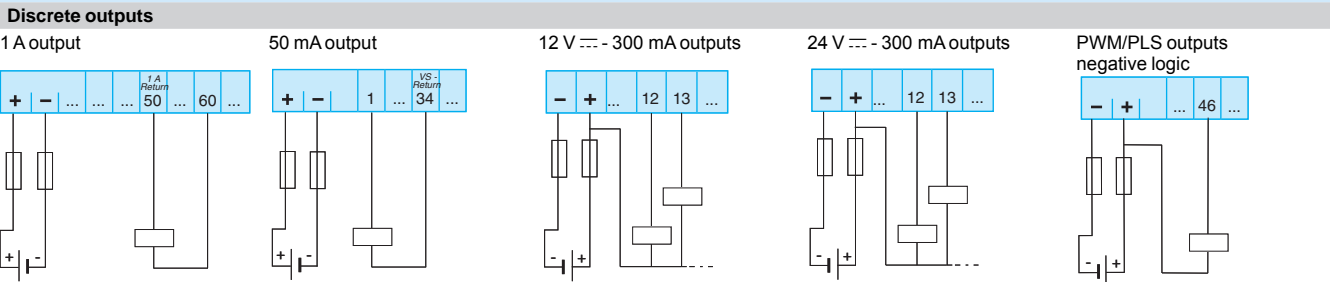 Discrete outputs
1 A output
50 mA output
12 V ⎓ - 300 mA outputs
24 V ⎓ - 300 mA outputs
PWM/PLS outputs
negative logic
1 A
Return
+ − ... ... ... 50 ... 60 ...
VS -
Return
+ − 1 ... 34 ...
− + ... 12 13 ...
− + ... 12 13 ...
− + ... 46 ...
+ -
+ -
- +
- +
- +